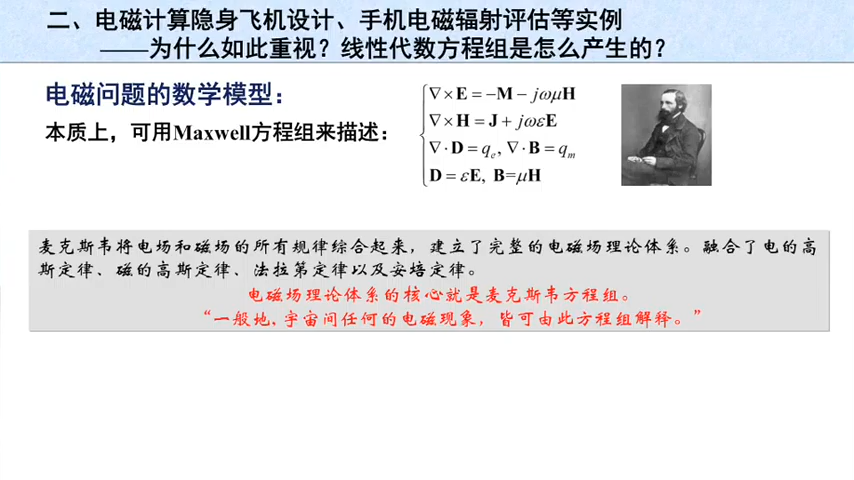 二、电磁计算隐身飞机设计、手机电磁辐射评估等实例
——为什么如此重视？线性代数方程组是怎么产生的？
电磁问题的数学模型：
本质上，可用Maxwell方程组来描述：
∇×E = −M − jωμH
∇×H = J + jωεE
∇·D = qₑ, ∇·B = qₘ
D = εE, B=μH
麦克斯韦将电场和磁场的所有规律综合起来，建立了完整的电磁场理论体系。融合了电的高
斯定律、磁的高斯定律、法拉第定律以及安培定律。
电磁场理论体系的核心就是麦克斯韦方程组。
“一般地，宇宙间任何的电磁现象，皆可由此方程组解释。”